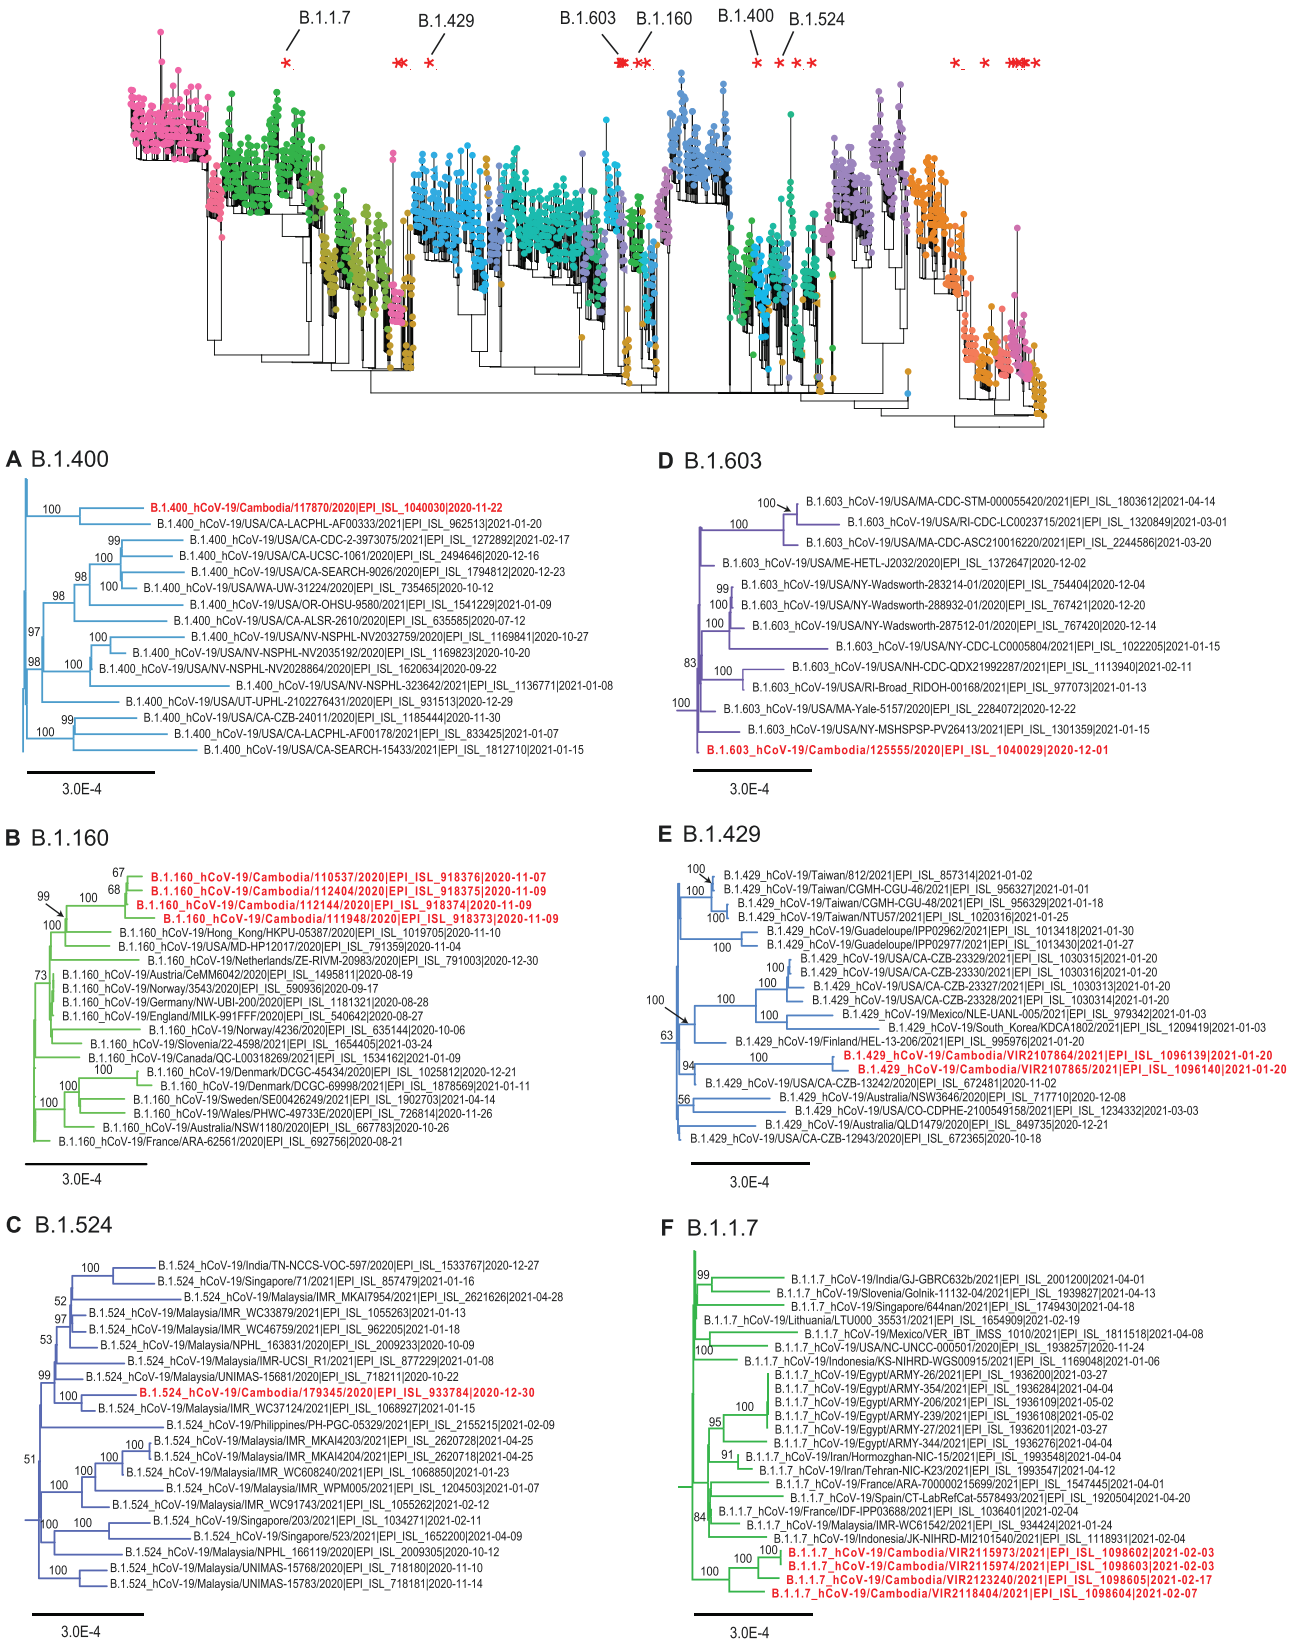 B.1.1.7
B.1.429
B.1.603
B.1.160
B.1.400
B.1.524
A B.1.400
100
B.1.400_hCoV-19/Cambodia/117870/2020|EPI_ISL_1040030|2020-11-22
B.1.400_hCoV-19/USA/CA-LACPHL-AF00333/2021|EPI_ISL_962513|2021-01-20
99
B.1.400_hCoV-19/USA/CA-CDC-2-3973075/2021|EPI_ISL_1272892|2021-02-17
100
B.1.400_hCoV-19/USA/CA-UCSC-1061/2020|EPI_ISL_2494646|2020-12-16
98
B.1.400_hCoV-19/USA/CA-SEARCH-9026/2020|EPI_ISL_1794812|2020-12-23
100
B.1.400_hCoV-19/USA/WA-UW-31224/2020|EPI_ISL_735465|2020-10-12
98
B.1.400_hCoV-19/USA/OR-OHSU-9580/2021|EPI_ISL_1541229|2021-01-09
B.1.400_hCoV-19/USA/CA-ALSR-2610/2020|EPI_ISL_635585|2020-07-12
97
100
B.1.400_hCoV-19/USA/NV-NSPHL-NV2032759/2020|EPI_ISL_1169841|2020-10-27
B.1.400_hCoV-19/USA/NV-NSPHL-NV2035192/2020|EPI_ISL_1169823|2020-10-20
98
100
B.1.400_hCoV-19/USA/NV-NSPHL-NV2028864/2020|EPI_ISL_1620634|2020-09-22
B.1.400_hCoV-19/USA/NV-NSPHL-323642/2021|EPI_ISL_1136771|2021-01-08
B.1.400_hCoV-19/USA/UT-UPHL-2102276431/2020|EPI_ISL_931513|2020-12-29
99
B.1.400_hCoV-19/USA/CA-CZB-24011/2020|EPI_ISL_1185444|2020-11-30
100
B.1.400_hCoV-19/USA/CA-LACPHL-AF00178/2021|EPI_ISL_833425|2021-01-07
B.1.400_hCoV-19/USA/CA-SEARCH-15433/2021|EPI_ISL_1812710|2021-01-15
3.0E-4
D B.1.603
100
B.1.603_hCoV-19/USA/MA-CDC-STM-000055420/2021|EPI_ISL_1803612|2021-04-14
100
B.1.603_hCoV-19/USA/RI-CDC-LC0023715/2021|EPI_ISL_1320849|2021-03-01
B.1.603_hCoV-19/USA/MA-CDC-ASC210016220/2021|EPI_ISL_2244586|2021-03-20
B.1.603_hCoV-19/USA/ME-HETL-J2032/2020|EPI_ISL_1372647|2020-12-02
99
B.1.603_hCoV-19/USA/NY-Wadsworth-283214-01/2020|EPI_ISL_754404|2020-12-04
100
B.1.603_hCoV-19/USA/NY-Wadsworth-288932-01/2020|EPI_ISL_767421|2020-12-20
100
B.1.603_hCoV-19/USA/NY-Wadsworth-287512-01/2020|EPI_ISL_767420|2020-12-14
B.1.603_hCoV-19/USA/NY-CDC-LC0005804/2021|EPI_ISL_1022205|2021-01-15
83
100
B.1.603_hCoV-19/USA/NH-CDC-QDX21992287/2021|EPI_ISL_1113940|2021-02-11
B.1.603_hCoV-19/USA/RI-Broad_RIDOH-00168/2021|EPI_ISL_977073|2021-01-13
100
B.1.603_hCoV-19/USA/MA-Yale-5157/2020|EPI_ISL_2284072|2020-12-22
B.1.603_hCoV-19/USA/NY-MSHSPSP-PV26413/2021|EPI_ISL_1301359|2021-01-15
B.1.603_hCoV-19/Cambodia/125555/2020|EPI_ISL_1040029|2020-12-01
3.0E-4
B B.1.160
67
B.1.160_hCoV-19/Cambodia/110537/2020|EPI_ISL_918376|2020-11-07
68
B.1.160_hCoV-19/Cambodia/112404/2020|EPI_ISL_918375|2020-11-09
99
100
B.1.160_hCoV-19/Cambodia/112144/2020|EPI_ISL_918374|2020-11-09
B.1.160_hCoV-19/Cambodia/111948/2020|EPI_ISL_918373|2020-11-09
100
B.1.160_hCoV-19/Hong_Kong/HKPU-05387/2020|EPI_ISL_1019705|2020-11-10
B.1.160_hCoV-19/USA/MD-HP12017/2020|EPI_ISL_791359|2020-11-04
B.1.160_hCoV-19/Netherlands/ZE-RIVM-20983/2020|EPI_ISL_791003|2020-12-30
73
B.1.160_hCoV-19/Austria/CeMM6042/2020|EPI_ISL_1495811|2020-08-19
B.1.160_hCoV-19/Norway/3543/2020|EPI_ISL_590936|2020-09-17
B.1.160_hCoV-19/Germany/NW-UBI-200/2020|EPI_ISL_1181321|2020-08-28
B.1.160_hCoV-19/England/MILK-991FFF/2020|EPI_ISL_540642|2020-08-27
B.1.160_hCoV-19/Norway/4236/2020|EPI_ISL_635144|2020-10-06
B.1.160_hCoV-19/Slovenia/22-4598/2021|EPI_ISL_1654405|2021-03-24
B.1.160_hCoV-19/Canada/QC-L00318269/2021|EPI_ISL_1534162|2021-01-09
100
B.1.160_hCoV-19/Denmark/DCGC-45434/2020|EPI_ISL_1025812|2020-12-21
100
B.1.160_hCoV-19/Denmark/DCGC-69998/2021|EPI_ISL_1878569|2021-01-11
100
B.1.160_hCoV-19/Sweden/SE00426249/2021|EPI_ISL_1902703|2021-04-14
B.1.160_hCoV-19/Wales/PHWC-49733E/2020|EPI_ISL_726814|2020-11-26
B.1.160_hCoV-19/Australia/NSW1180/2020|EPI_ISL_667783|2020-10-26
B.1.160_hCoV-19/France/ARA-62561/2020|EPI_ISL_692756|2020-08-21
3.0E-4
E B.1.429
100
B.1.429_hCoV-19/Taiwan/812/2021|EPI_ISL_857314|2021-01-02
100
B.1.429_hCoV-19/Taiwan/CGMH-CGU-46/2021|EPI_ISL_956327|2021-01-01
B.1.429_hCoV-19/Taiwan/CGMH-CGU-48/2021|EPI_ISL_956329|2021-01-18
100
B.1.429_hCoV-19/Taiwan/NTU57/2021|EPI_ISL_1020316|2021-01-25
B.1.429_hCoV-19/Guadeloupe/IPP02962/2021|EPI_ISL_1013418|2021-01-30
100
B.1.429_hCoV-19/Guadeloupe/IPP02977/2021|EPI_ISL_1013430|2021-01-27
B.1.429_hCoV-19/USA/CA-CZB-23329/2021|EPI_ISL_1030315|2021-01-20
100
B.1.429_hCoV-19/USA/CA-CZB-23330/2021|EPI_ISL_1030316|2021-01-20
100
B.1.429_hCoV-19/USA/CA-CZB-23327/2021|EPI_ISL_1030313|2021-01-20
100
100
B.1.429_hCoV-19/USA/CA-CZB-23328/2021|EPI_ISL_1030314|2021-01-20
100
B.1.429_hCoV-19/Mexico/NLE-UANL-005/2021|EPI_ISL_979342|2021-01-03
B.1.429_hCoV-19/South_Korea/KDCA1802/2021|EPI_ISL_1209419|2021-01-03
63
B.1.429_hCoV-19/Finland/HEL-13-206/2021|EPI_ISL_995976|2021-01-20
100
B.1.429_hCoV-19/Cambodia/VIR2107864/2021|EPI_ISL_1096139|2021-01-20
94
B.1.429_hCoV-19/Cambodia/VIR2107865/2021|EPI_ISL_1096140|2021-01-20
B.1.429_hCoV-19/USA/CA-CZB-13242/2020|EPI_ISL_672481|2020-11-02
56
B.1.429_hCoV-19/Australia/NSW3646/2020|EPI_ISL_717710|2020-12-08
B.1.429_hCoV-19/USA/CO-CDPHE-2100549158/2021|EPI_ISL_1234332|2021-03-03
B.1.429_hCoV-19/Australia/QLD1479/2020|EPI_ISL_849735|2020-12-21
B.1.429_hCoV-19/USA/CA-CZB-12943/2020|EPI_ISL_672365|2020-10-18
3.0E-4
C B.1.524
100
B.1.524_hCoV-19/India/TN-NCCS-VOC-597/2020|EPI_ISL_1533767|2020-12-27
B.1.524_hCoV-19/Singapore/71/2021|EPI_ISL_857479|2021-01-16
52
B.1.524_hCoV-19/Malaysia/IMR_MKAI7954/2021|EPI_ISL_2621626|2021-04-28
97
B.1.524_hCoV-19/Malaysia/IMR_WC33879/2021|EPI_ISL_1055263|2021-01-13
53
B.1.524_hCoV-19/Malaysia/IMR_WC46759/2021|EPI_ISL_962205|2021-01-18
B.1.524_hCoV-19/Malaysia/NPHL_163831/2021|EPI_ISL_2009233|2020-10-09
B.1.524_hCoV-19/Malaysia/IMR-UCSI_R1/2021|EPI_ISL_877229|2021-01-08
99
B.1.524_hCoV-19/Malaysia/UNIMAS-15681/2020|EPI_ISL_718211|2020-10-22
100
B.1.524_hCoV-19/Cambodia/179345/2020|EPI_ISL_933784|2020-12-30
B.1.524_hCoV-19/Malaysia/IMR_WC37124/2021|EPI_ISL_1068927|2021-01-15
B.1.524_hCoV-19/Philippines/PH-PGC-05329/2021|EPI_ISL_2155215|2021-02-09
100
B.1.524_hCoV-19/Malaysia/IMR_MKAI4203/2021|EPI_ISL_2620728|2021-04-25
51
100
B.1.524_hCoV-19/Malaysia/IMR_MKAI4204/2021|EPI_ISL_2620718|2021-04-25
100
B.1.524_hCoV-19/Malaysia/IMR_WC608240/2021|EPI_ISL_1068850|2021-01-23
100
B.1.524_hCoV-19/Malaysia/IMR_WPM005/2021|EPI_ISL_1204503|2021-01-07
B.1.524_hCoV-19/Malaysia/IMR_WC91743/2021|EPI_ISL_1055262|2021-02-12
100
100
B.1.524_hCoV-19/Singapore/203/2021|EPI_ISL_1034271|2021-02-11
B.1.524_hCoV-19/Singapore/523/2021|EPI_ISL_1652200|2021-04-09
B.1.524_hCoV-19/Malaysia/NPHL_166119/2020|EPI_ISL_2009305|2020-10-12
100
B.1.524_hCoV-19/Malaysia/UNIMAS-15768/2020|EPI_ISL_718180|2020-11-10
B.1.524_hCoV-19/Malaysia/UNIMAS-15783/2020|EPI_ISL_718181|2020-11-14
3.0E-4
F B.1.1.7
99
B.1.1.7_hCoV-19/India/GJ-GBRC632b/2021|EPI_ISL_2001200|2021-04-01
B.1.1.7_hCoV-19/Slovenia/Golnik-11132-04/2021|EPI_ISL_1939827|2021-04-13
B.1.1.7_hCoV-19/Singapore/644nan/2021|EPI_ISL_1749430|2021-04-18
B.1.1.7_hCoV-19/Lithuania/LTU000_35531/2021|EPI_ISL_1654909|2021-02-19
B.1.1.7_hCoV-19/Mexico/VER_IBT_IMSS_1010/2021|EPI_ISL_1811518|2021-04-08
100
B.1.1.7_hCoV-19/USA/NC-UNCC-000501/2020|EPI_ISL_1938257|2020-11-24
B.1.1.7_hCoV-19/Indonesia/KS-NIHRD-WGS00915/2021|EPI_ISL_1169048|2021-01-06
B.1.1.7_hCoV-19/Egypt/ARMY-26/2021|EPI_ISL_1936200|2021-03-27
B.1.1.7_hCoV-19/Egypt/ARMY-354/2021|EPI_ISL_1936284|2021-04-04
100
B.1.1.7_hCoV-19/Egypt/ARMY-206/2021|EPI_ISL_1936109|2021-05-02
95
B.1.1.7_hCoV-19/Egypt/ARMY-239/2021|EPI_ISL_1936108|2021-05-02
B.1.1.7_hCoV-19/Egypt/ARMY-27/2021|EPI_ISL_1936201|2021-03-27
B.1.1.7_hCoV-19/Egypt/ARMY-344/2021|EPI_ISL_1936276|2021-04-04
91
B.1.1.7_hCoV-19/Iran/Hormozghan-NIC-15/2021|EPI_ISL_1993548|2021-04-04
B.1.1.7_hCoV-19/Iran/Tehran-NIC-K23/2021|EPI_ISL_1993547|2021-04-12
B.1.1.7_hCoV-19/France/ARA-700000215699/2021|EPI_ISL_1547445|2021-04-01
B.1.1.7_hCoV-19/Spain/CT-LabRefCat-5578493/2021|EPI_ISL_1920504|2021-04-20
84
B.1.1.7_hCoV-19/France/IDF-IPP03688/2021|EPI_ISL_1036401|2021-02-04
B.1.1.7_hCoV-19/Malaysia/IMR-WC61542/2021|EPI_ISL_934424|2021-01-24
B.1.1.7_hCoV-19/Indonesia/JK-NIHRD-MI2101540/2021|EPI_ISL_1118931|2021-02-04
100
B.1.1.7_hCoV-19/Cambodia/VIR2115973/2021|EPI_ISL_1098602|2021-02-03
100
B.1.1.7_hCoV-19/Cambodia/VIR2115974/2021|EPI_ISL_1098603|2021-02-03
100
B.1.1.7_hCoV-19/Cambodia/VIR2123240/2021|EPI_ISL_1098605|2021-02-17
B.1.1.7_hCoV-19/Cambodia/VIR2118404/2021|EPI_ISL_1098604|2021-02-07
3.0E-4